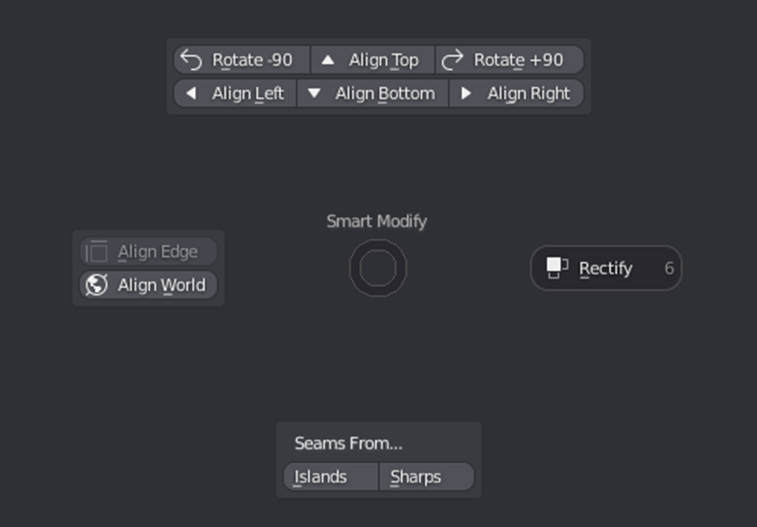 Rotate -90 Align Top Rotate +90
Align Left Align Bottom Align Right
Smart Modify
Align Edge
Align World
Rectify 6
Seams From...
Islands Sharps